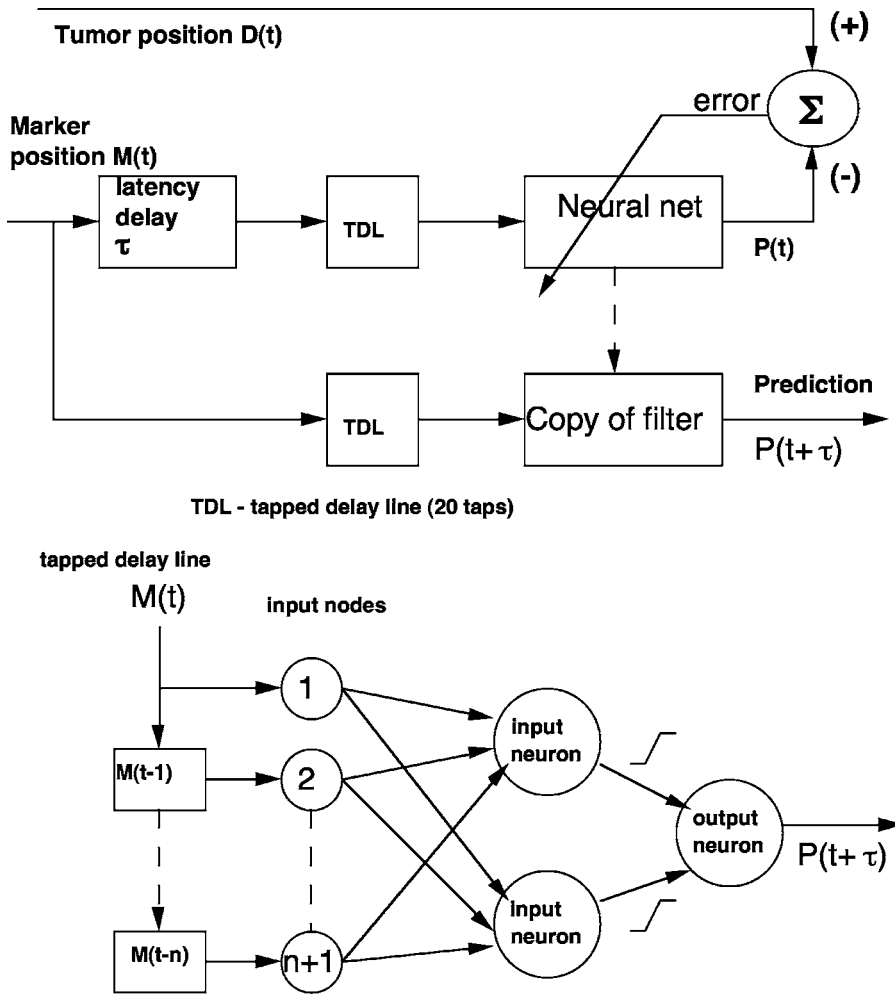 Tumor position D(t)
(+)
error
Σ
Marker
position M(t)
(-)
latency
delay
τ
TDL
Neural net
P(t)
TDL
Copy of filter
Prediction
P(t+ τ)
TDL - tapped delay line (20 taps)
tapped delay line
M(t)
input nodes
1
input
neuron
M(t-1)
2
output
neuron
P(t+ τ)
input
neuron
M(t-n)
n+1